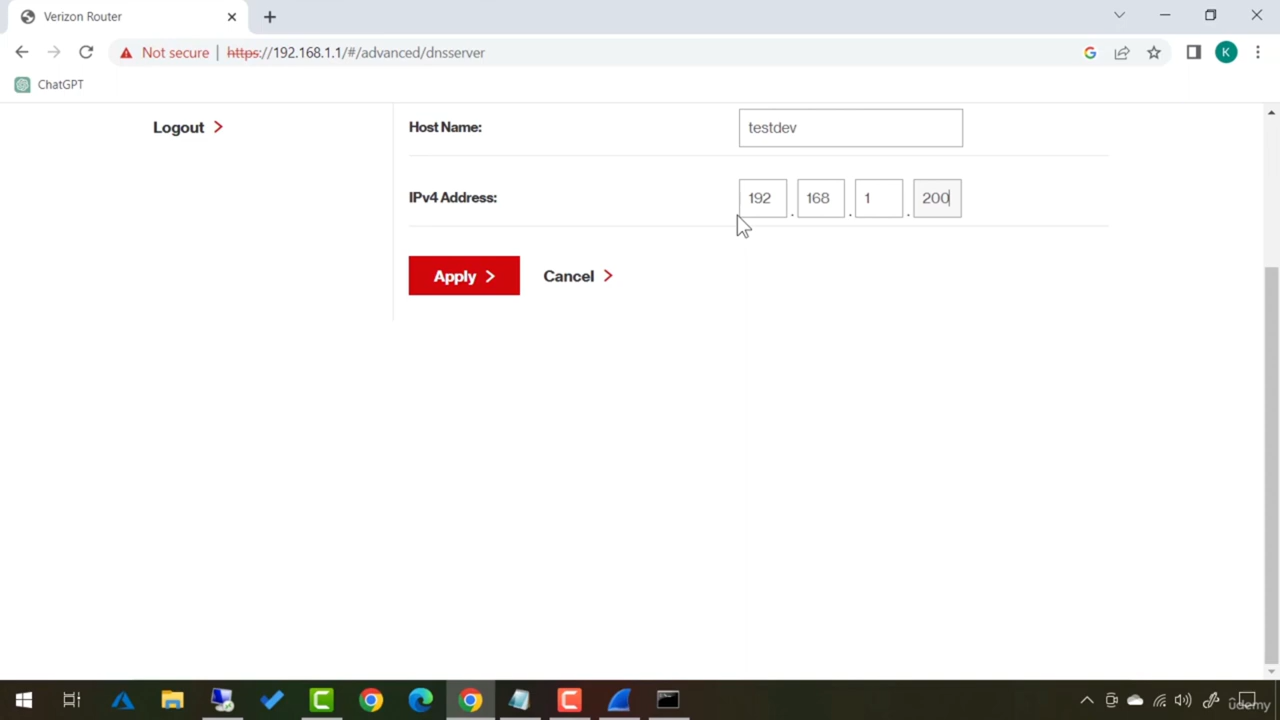 Verizon Router
Not secure | https://192.168.1.1/#/advanced/dnsserver
K
ChatGPT
Logout
Host Name:
testdev
IPv4 Address:
192 . 168 . 1 . 200
Apply
Cancel
udemy